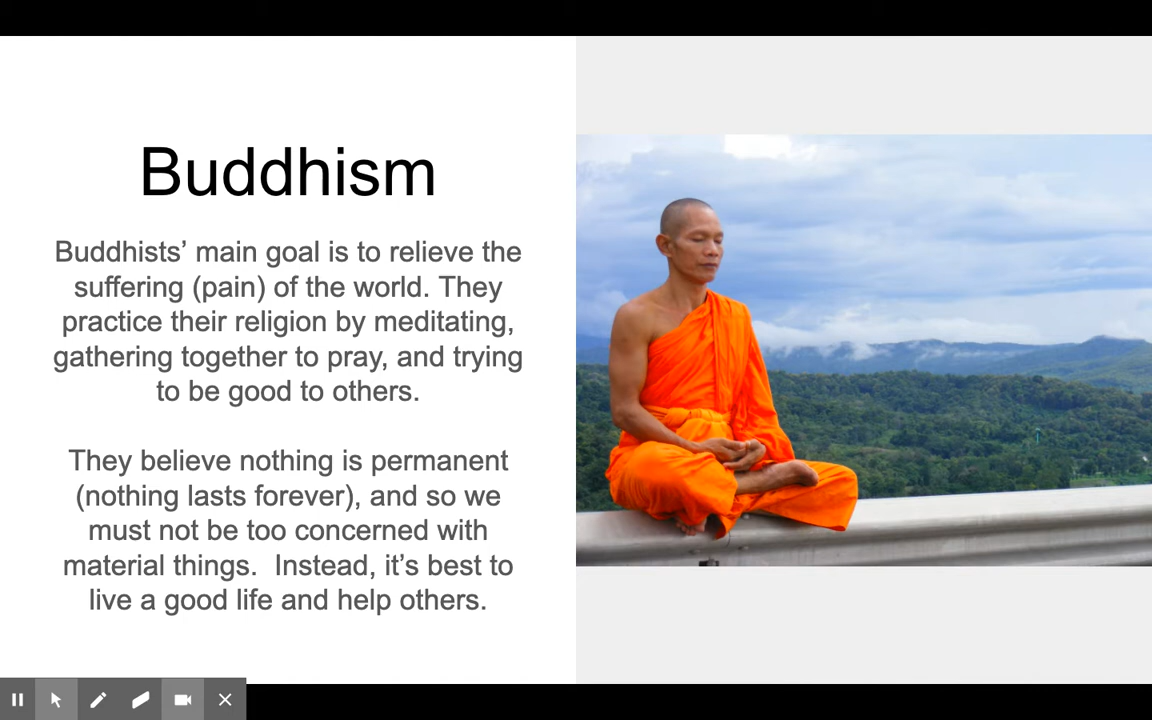 Buddhism
Buddhists’ main goal is to relieve the
suffering (pain) of the world. They
practice their religion by meditating,
gathering together to pray, and trying
to be good to others.
They believe nothing is permanent
(nothing lasts forever), and so we
must not be too concerned with
material things.  Instead, it’s best to
live a good life and help others.